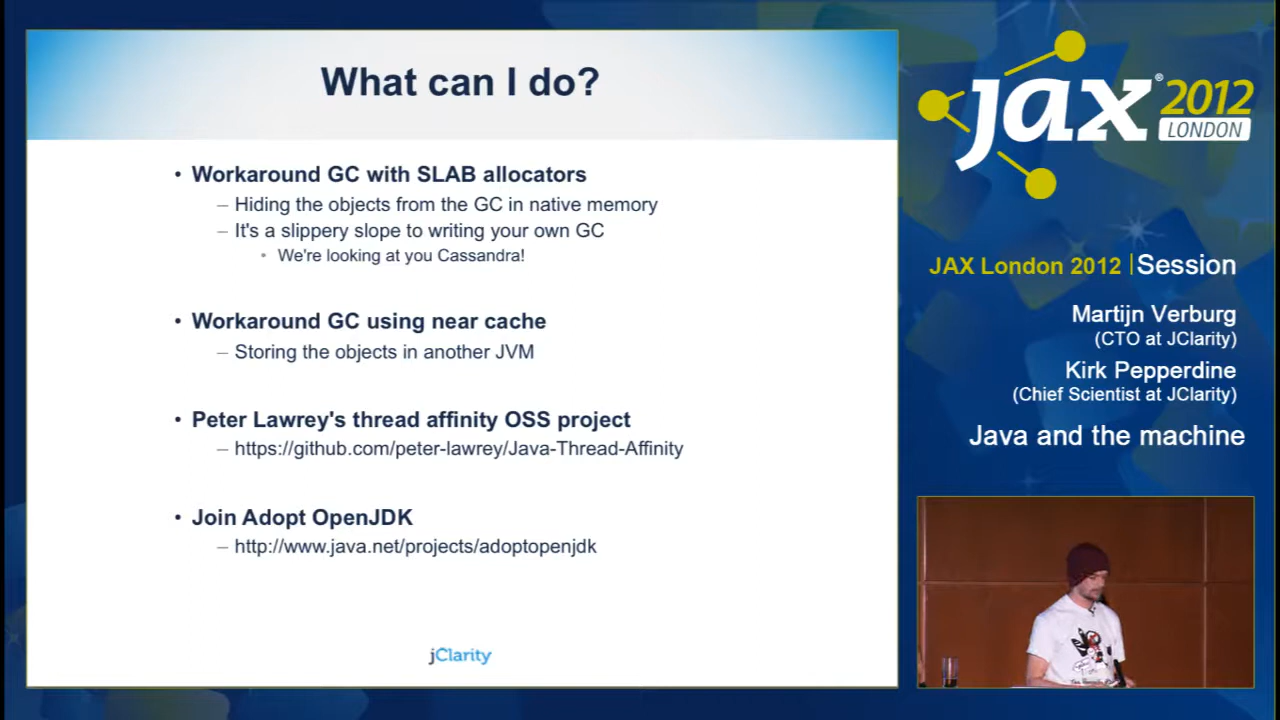 What can I do?
• Workaround GC with SLAB allocators
– Hiding the objects from the GC in native memory
– It's a slippery slope to writing your own GC
• We're looking at you Cassandra!
• Workaround GC using near cache
– Storing the objects in another JVM
• Peter Lawrey's thread affinity OSS project
– https://github.com/peter-lawrey/Java-Thread-Affinity
• Join Adopt OpenJDK
– http://www.java.net/projects/adoptopenjdk
jClarity
jax® 2012
LONDON
JAX London 2012 | Session
Martijn Verburg
(CTO at JClarity)
Kirk Pepperdine
(Chief Scientist at JClarity)
Java and the machine